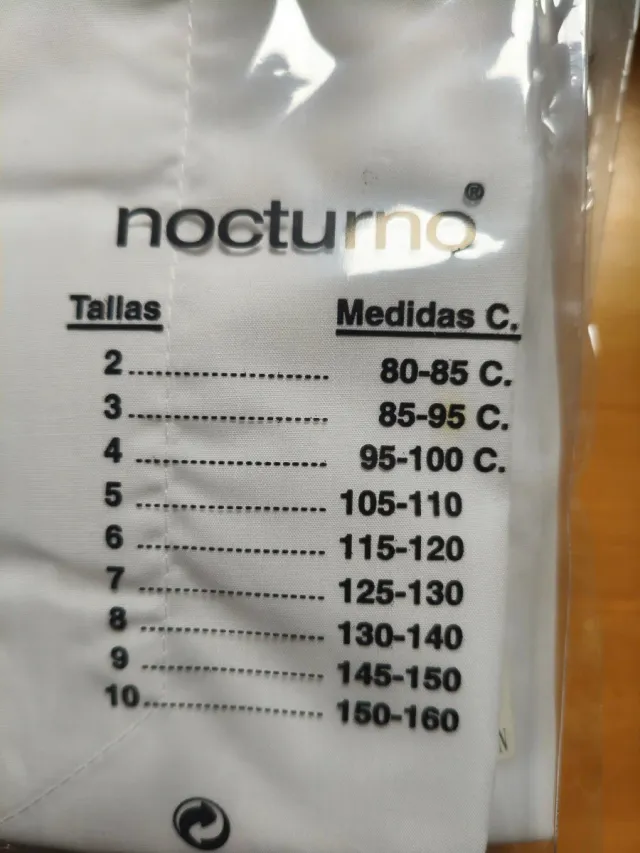 nocturno®
Tallas Medidas C.
2........................ 80-85 C.
3........................ 85-95 C.
4 ....................... 95-100 C.
5 ....................... 105-110
6 ....................... 115-120
7 ....................... 125-130
8 ....................... 130-140
9 ....................... 145-150
10...................... 150-160
N